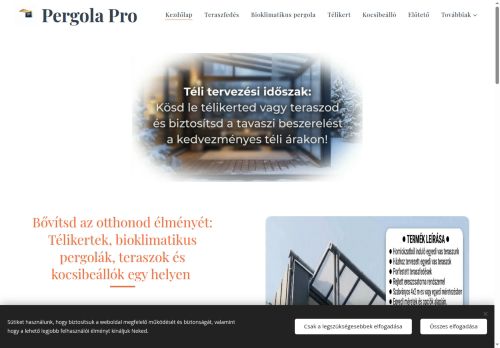 Pergola Pro
Kezdőlap Teraszfedés Bioklimatikus pergola Télikert Kocsibeálló Előtető Továbbiak
Téli tervezési időszak:
Kösd le télikerted vagy teraszod
és biztosítsd a tavaszi beszerelést
a kedvezményes téli árakon!
Bővítsd az otthonod élményét:
Télikertek, bioklimatikus
pergolák, teraszok és
kocsibeállók egy helyen
TERMÉK LEÍRÁSA:
Sütiket használunk, hogy biztosítsuk a weboldal megfelelő működését és biztonságát, valamint
hogy a lehető legjobb felhasználói élményt kínáljuk Neked.
Csak a legszükségesebbek elfogadása
Összes elfogadása